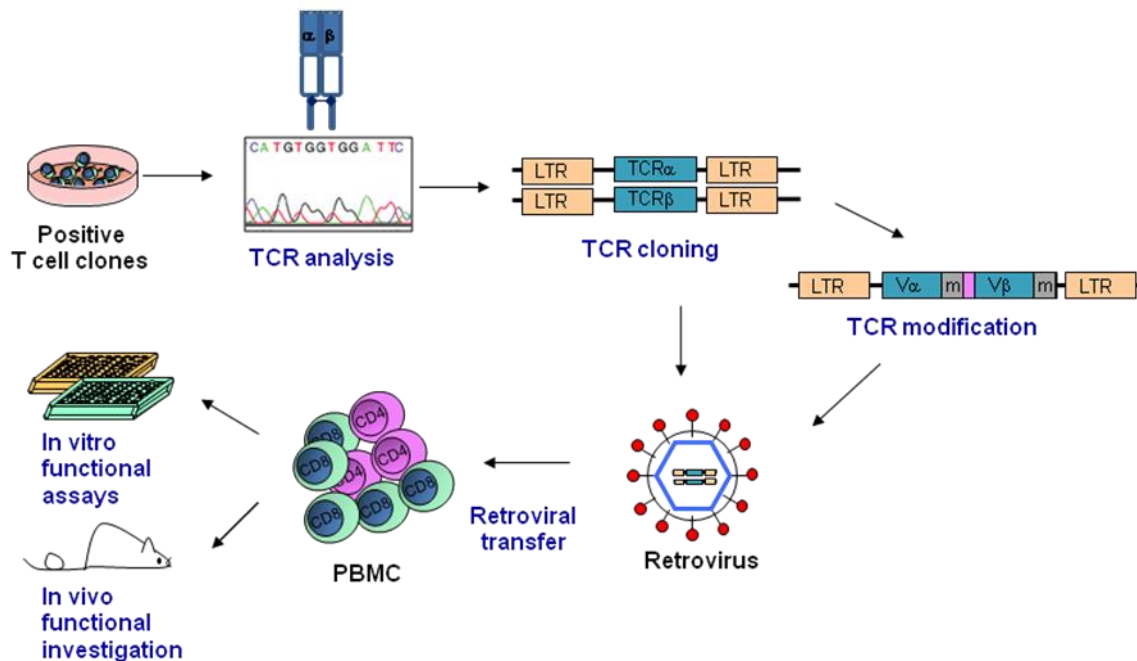 α β
CATGTGGTGGATTC
Positive
T cell clones
TCR analysis
LTR TCRα LTR
LTR TCRβ LTR
TCR cloning
LTR Vα m Vβ m LTR
TCR modification
In vitro
functional
assays
CD4
CD8
CD8
CD4
CD8
CD8
CD8
PBMC
Retroviral
transfer
Retrovirus
In vivo
functional
investigation